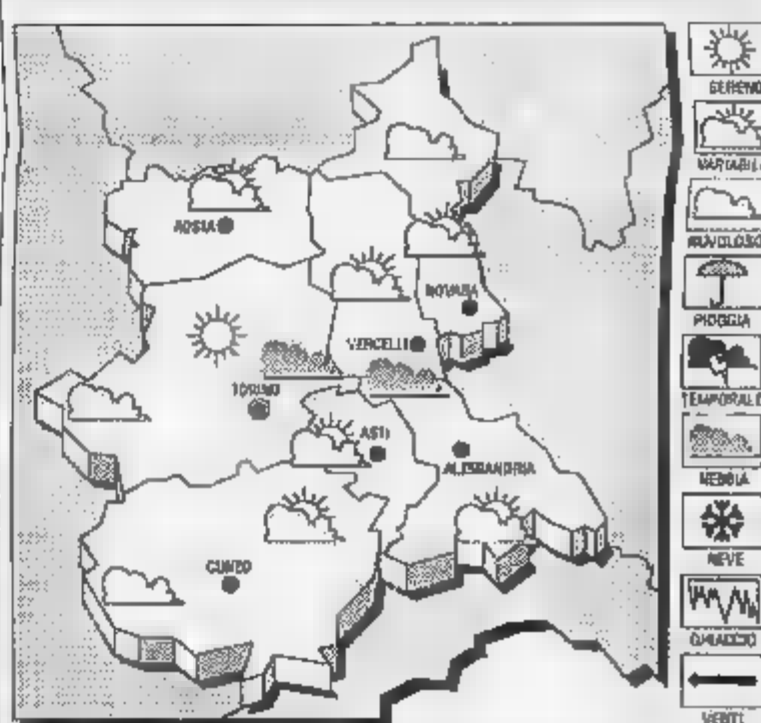 SERENO
VARIABILE
NUVOLOSO
AOSTA
NOVARA
PIOGGIA
VERCELLI
TORINO
TEMPORALE
ASTI
ALESSANDRIA
NEBBIA
NEVE
CUNEO
GHIACCIO
VENTI